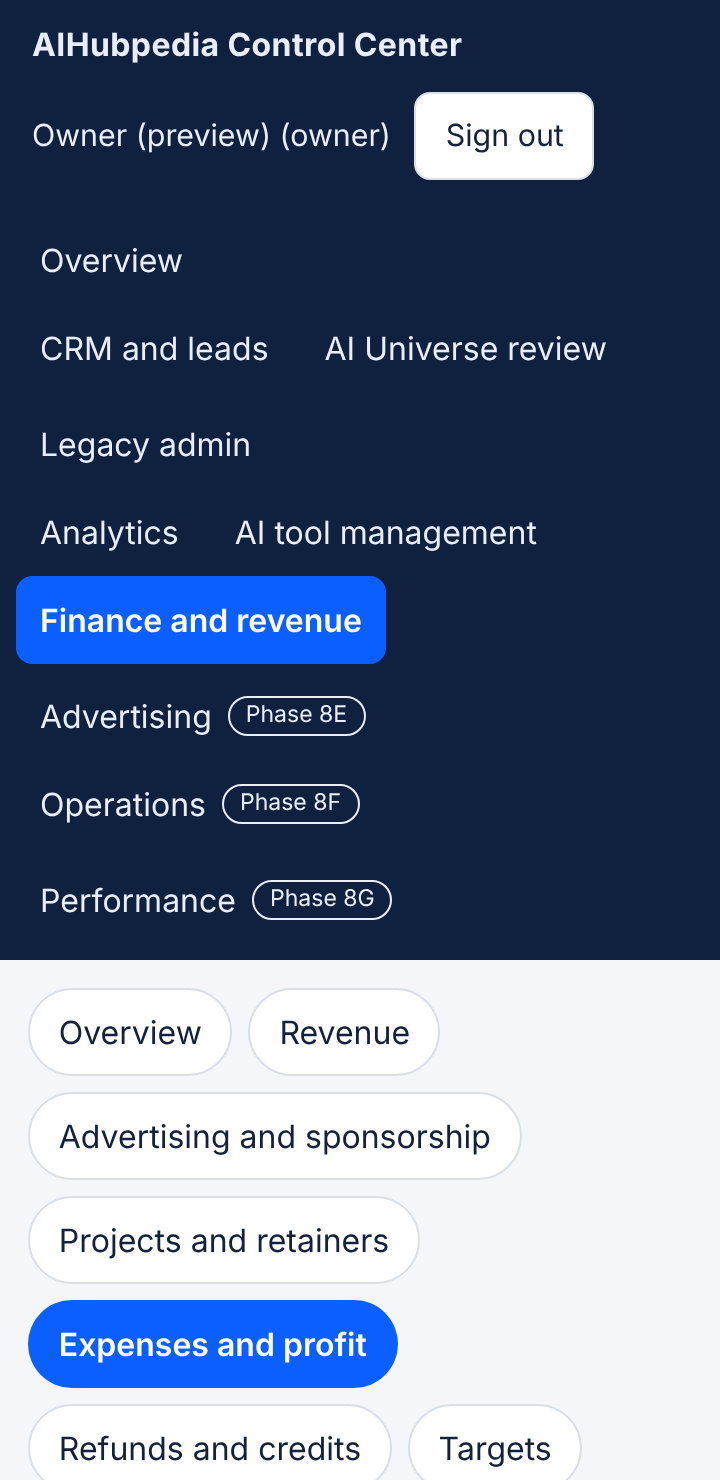 AIHubpedia Control Center
Owner (preview) (owner) Sign out
Overview
CRM and leads AI Universe review
Legacy admin
Analytics AI tool management
Finance and revenue
Advertising Phase 8E
Operations Phase 8F
Performance Phase 8G
Overview Revenue
Advertising and sponsorship
Projects and retainers
Expenses and profit
Refunds and credits Targets